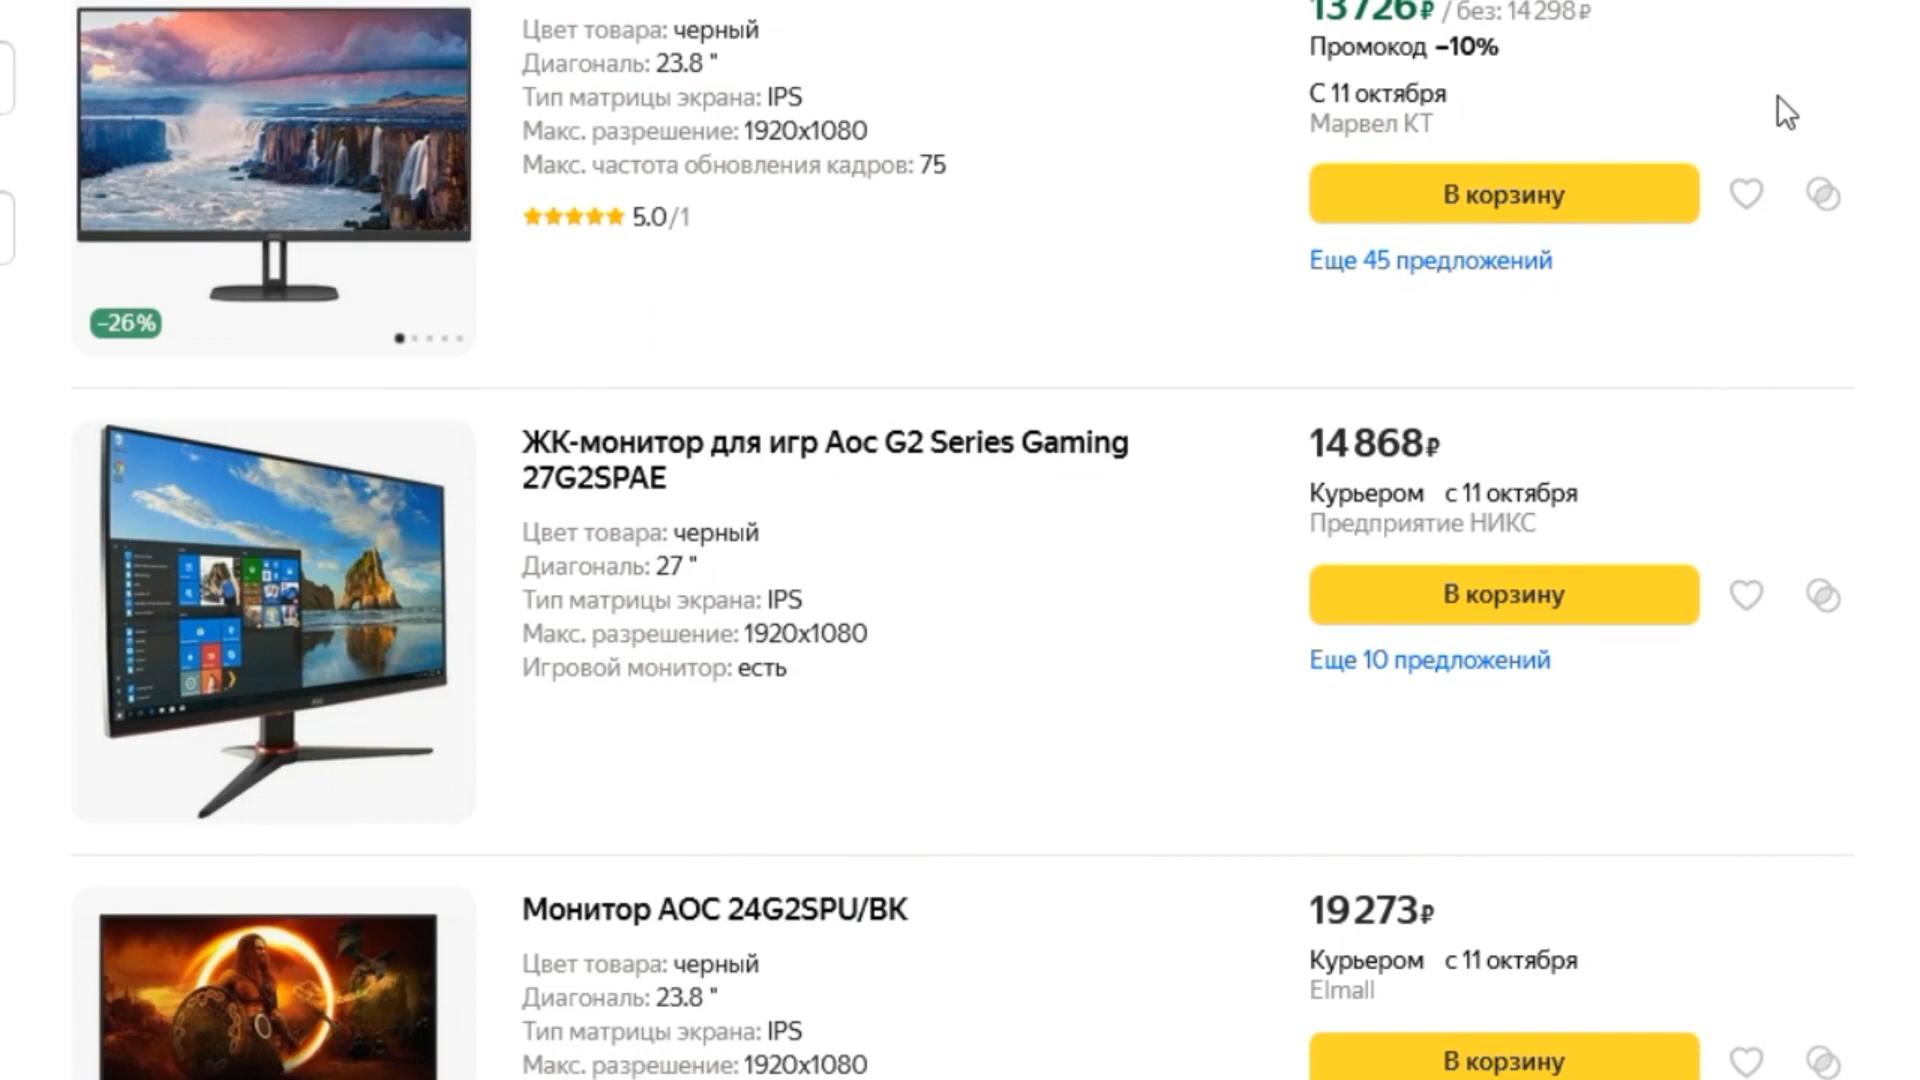 13 726 ₽ / без: 14 298 ₽
Цвет товара: черный
Промокод –10%
Диагональ: 23.8 "
Тип матрицы экрана: IPS
С 11 октября
Макс. разрешение: 1920x1080
Марвел КТ
Макс. частота обновления кадров: 75
В корзину
5.0/1
Еще 45 предложений
–26%
ЖК-монитор для игр Aoc G2 Series Gaming
27G2SPAE
14 868 ₽
Курьером с 11 октября
Предприятие НИКС
Цвет товара: черный
Диагональ: 27 "
Тип матрицы экрана: IPS
Макс. разрешение: 1920x1080
Игровой монитор: есть
В корзину
Еще 10 предложений
Монитор AOC 24G2SPU/BK
19 273 ₽
Курьером с 11 октября
Elmall
Цвет товара: черный
Диагональ: 23.8 "
Тип матрицы экрана: IPS
Макс. разрешение: 1920x1080
В корзину